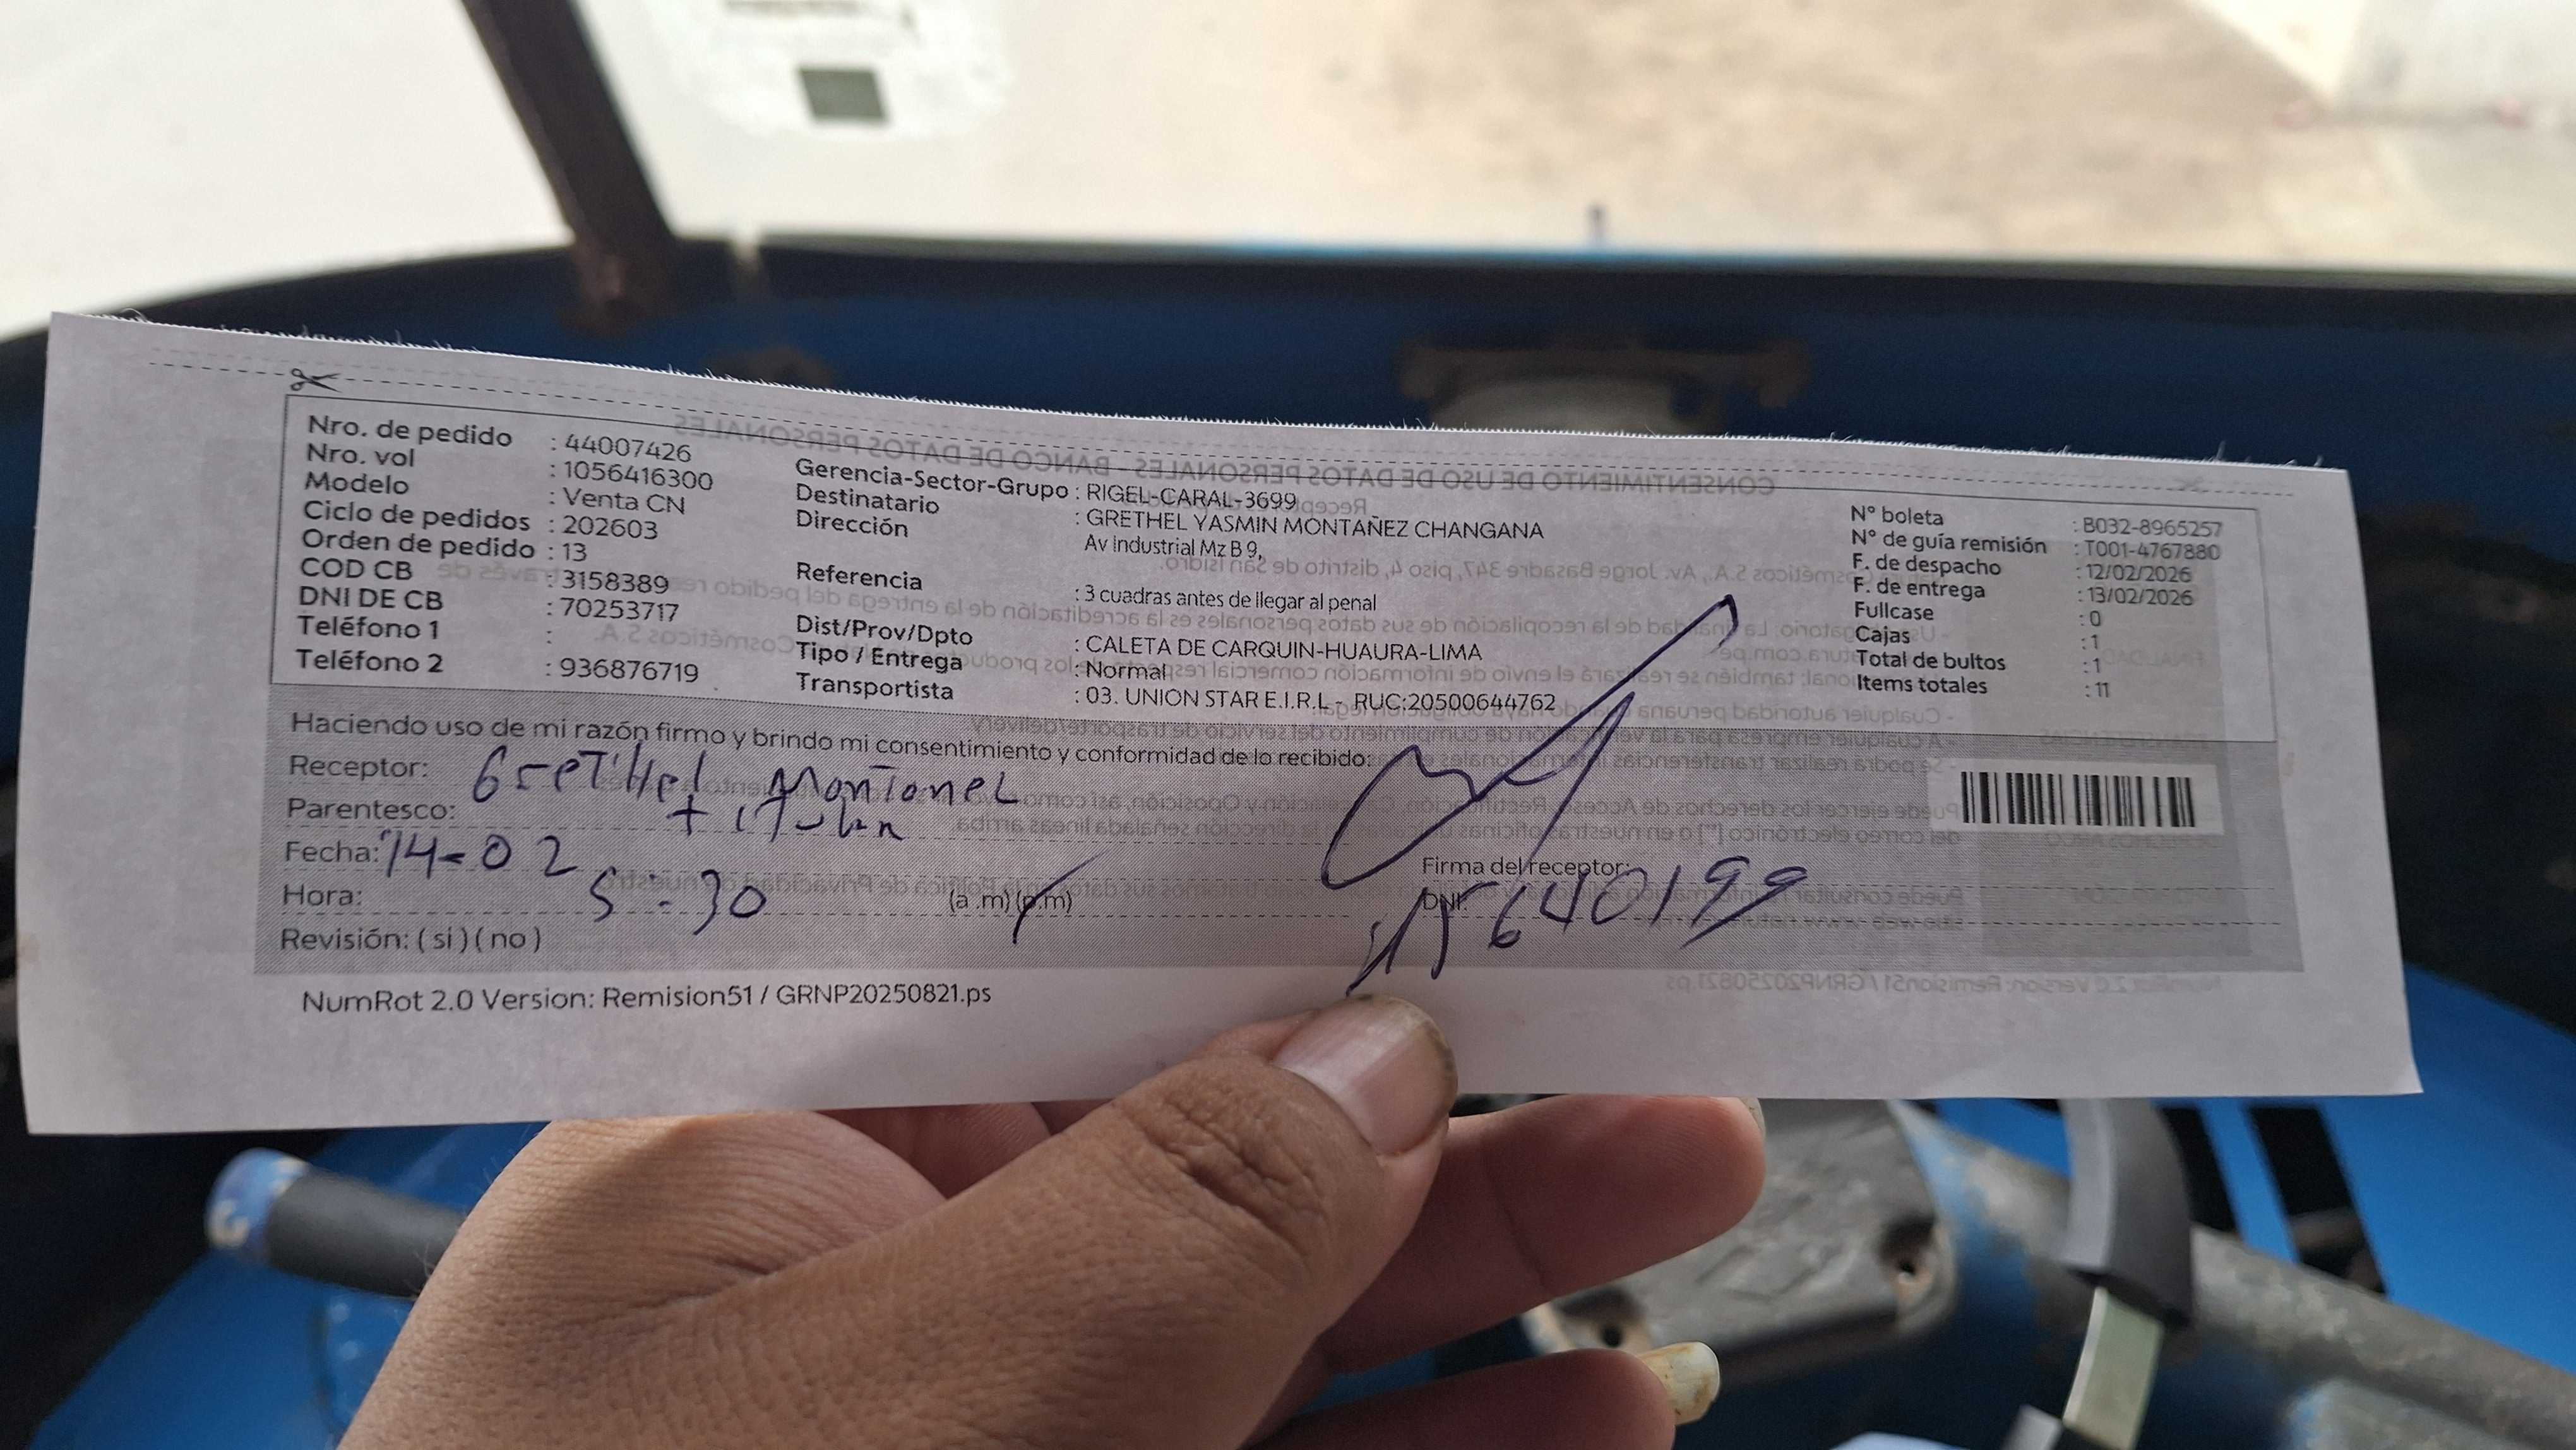 Nro. de pedido : 44007426
Nro. vol : 1056416300
Modelo : Venta CN
Ciclo de pedidos : 202603
Orden de pedido : 13
COD CB : 3158389
DNI DE CB : 70253717
Teléfono 1 :
Teléfono 2 : 936876719
Gerencia-Sector-Grupo : RIGEL-CARAL-3699
Destinatario : GRETHEL YASMIN MONTAÑEZ CHANGANA
Dirección Av Industrial Mz B 9,
Referencia : 3 cuadras antes de llegar al penal
Dist/Prov/Dpto : CALETA DE CARQUIN-HUAURA-LIMA
Tipo / Entrega : Normal
Transportista : 03. UNION STAR E.I.R.L - RUC:20500644762
N° boleta : B032-8965257
N° de guía remisión : T001-4767880
F. de despacho : 12/02/2026
F. de entrega : 13/02/2026
Fullcase : 0
Cajas : 1
Total de bultos : 1
Items totales : 11
Haciendo uso de mi razón firmo y brindo mi consentimiento y conformidad de lo recibido:
Receptor: Grethel Montanez
Parentesco: titular
Fecha: 14-02
Hora: 5:30 (a .m) (p.m)
Revisión: ( sí ) ( no )
Firma del receptor:
DNI: 15640199
NumRot 2.0 Version: Remision51 / GRNP20250821.ps